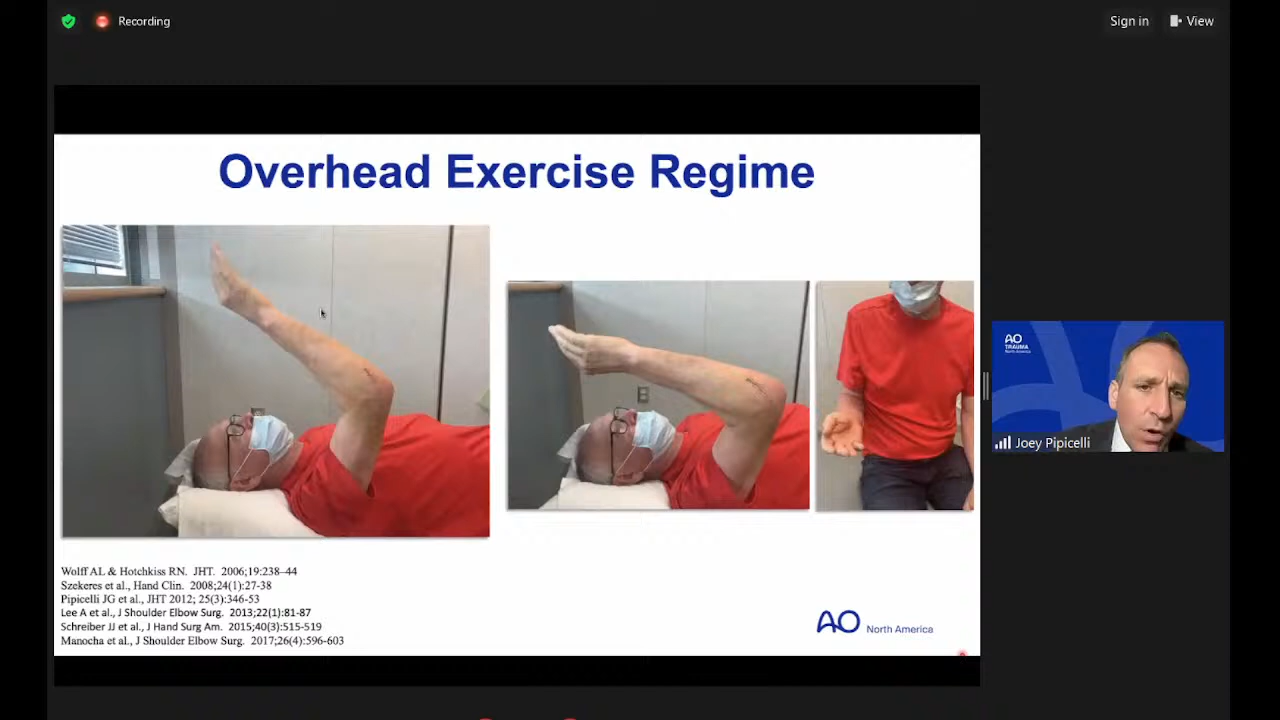 Recording
Sign in
View
Overhead Exercise Regime
AO
TRAUMA
North America
Joey Pipicelli
Wolff AL & Hotchkiss RN. JHT. 2006;19:238–44
Szekeres et al., Hand Clin. 2008;24(1):27-38
Pipicelli JG et al., JHT 2012; 25(3):346-53
Lee A et al., J Shoulder Elbow Surg. 2013;22(1):81-87
Schreiber JJ et al., J Hand Surg Am. 2015;40(3):515-519
Manocha et al., J Shoulder Elbow Surg. 2017;26(4):596-603
AO North America